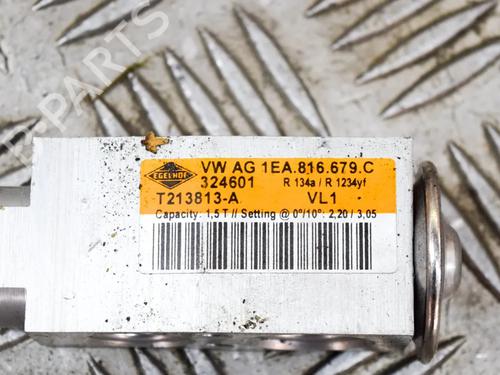 B-PARTS
EGELHOF
VW AG 1EA.816.679.C
324601 R 134a / R 1234yf
T213813-A VL1
Capacity: 1,5 T // Setting @ 0°/10°: 2,20 / 3,05